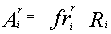 A_i^r = fr_i^r R_i